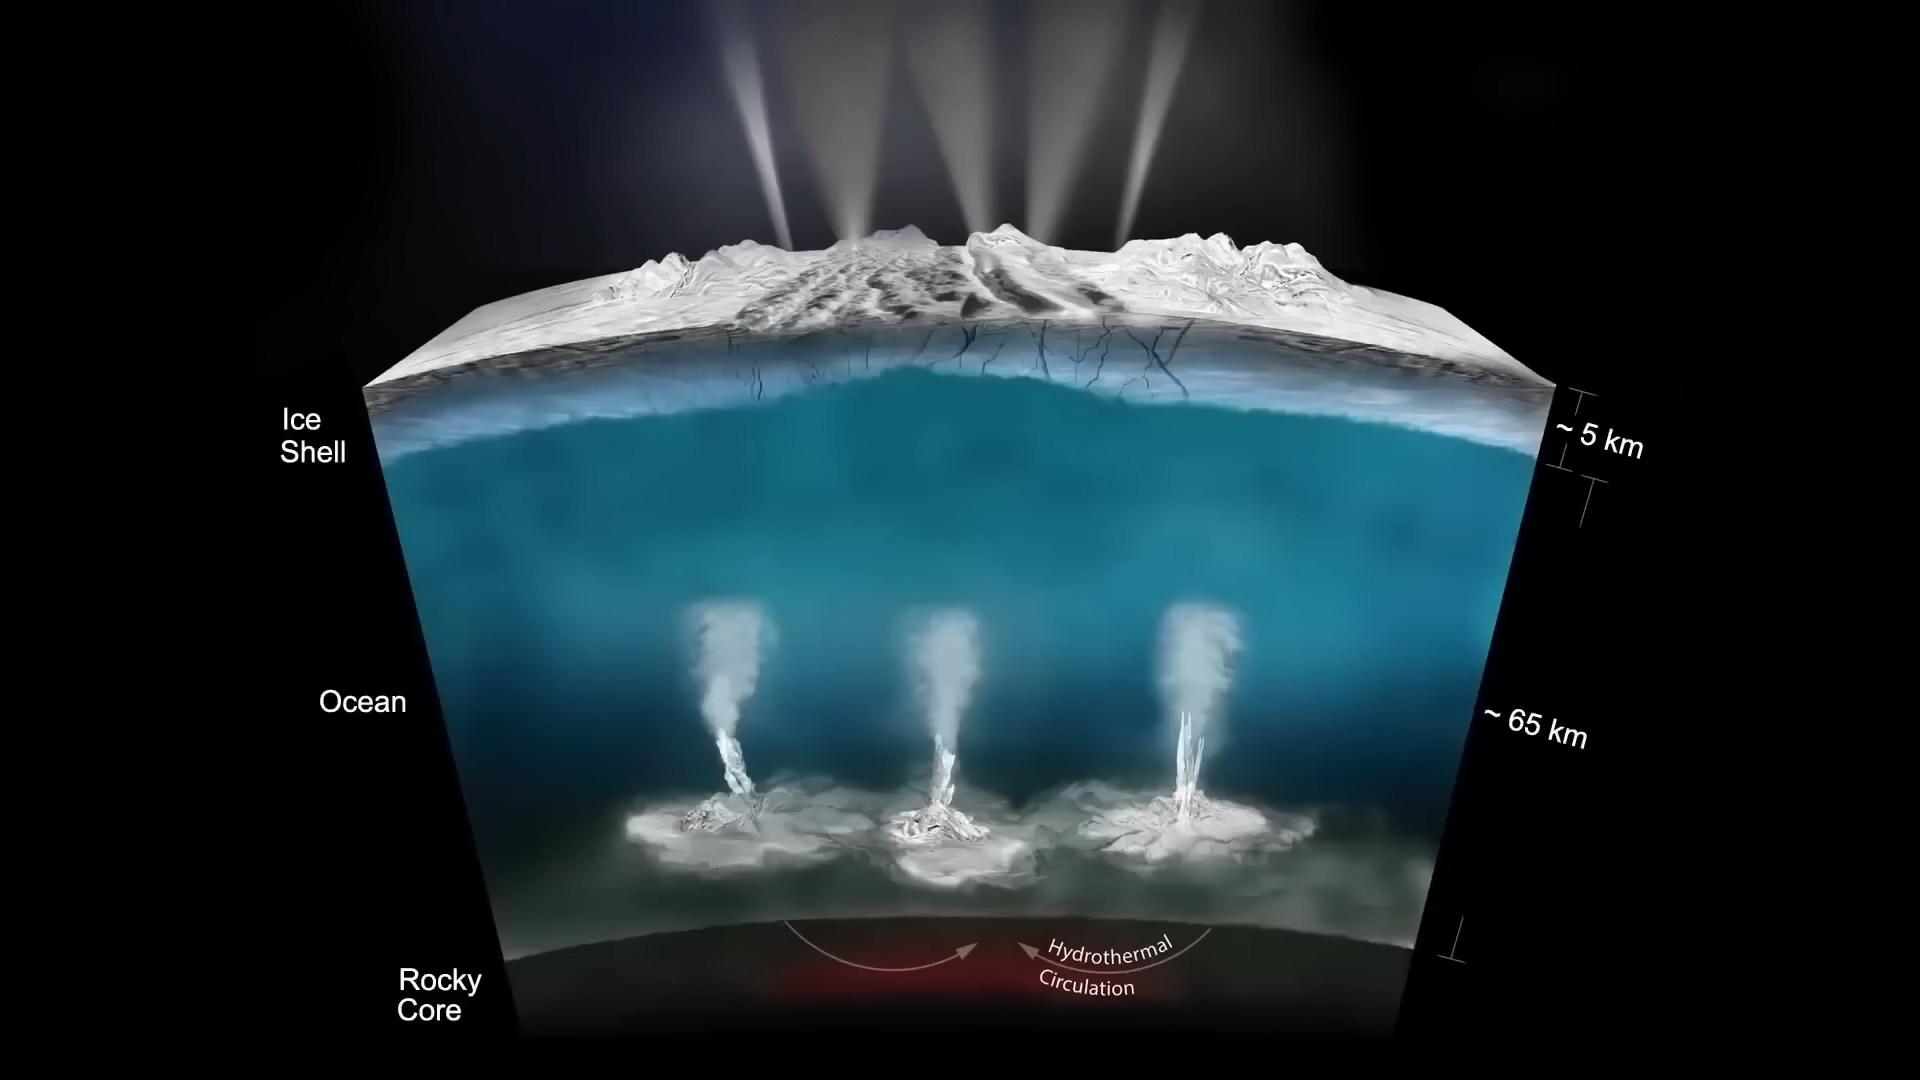 Ice
Shell
~ 5 km
Ocean
~ 65 km
Hydrothermal
Circulation
Rocky
Core